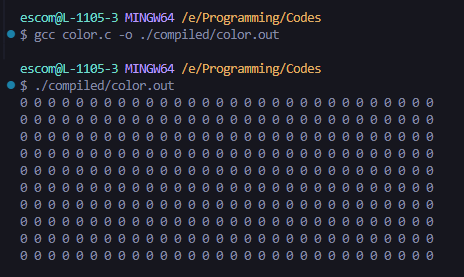 escom@L-1105-3 MINGW64 /e/Programming/Codes
$ gcc color.c -o ./compiled/color.out
escom@L-1105-3 MINGW64 /e/Programming/Codes
$ ./compiled/color.out
0 0 0 0 0 0 0 0 0 0 0 0 0 0 0 0 0 0 0 0 0 0 0 0 0 0 0 0 0 0
0 0 0 0 0 0 0 0 0 0 0 0 0 0 0 0 0 0 0 0 0 0 0 0 0 0 0 0 0 0
0 0 0 0 0 0 0 0 0 0 0 0 0 0 0 0 0 0 0 0 0 0 0 0 0 0 0 0 0 0
0 0 0 0 0 0 0 0 0 0 0 0 0 0 0 0 0 0 0 0 0 0 0 0 0 0 0 0 0 0
0 0 0 0 0 0 0 0 0 0 0 0 0 0 0 0 0 0 0 0 0 0 0 0 0 0 0 0 0 0
0 0 0 0 0 0 0 0 0 0 0 0 0 0 0 0 0 0 0 0 0 0 0 0 0 0 0 0 0 0
0 0 0 0 0 0 0 0 0 0 0 0 0 0 0 0 0 0 0 0 0 0 0 0 0 0 0 0 0 0
0 0 0 0 0 0 0 0 0 0 0 0 0 0 0 0 0 0 0 0 0 0 0 0 0 0 0 0 0 0
0 0 0 0 0 0 0 0 0 0 0 0 0 0 0 0 0 0 0 0 0 0 0 0 0 0 0 0 0 0
0 0 0 0 0 0 0 0 0 0 0 0 0 0 0 0 0 0 0 0 0 0 0 0 0 0 0 0 0 0